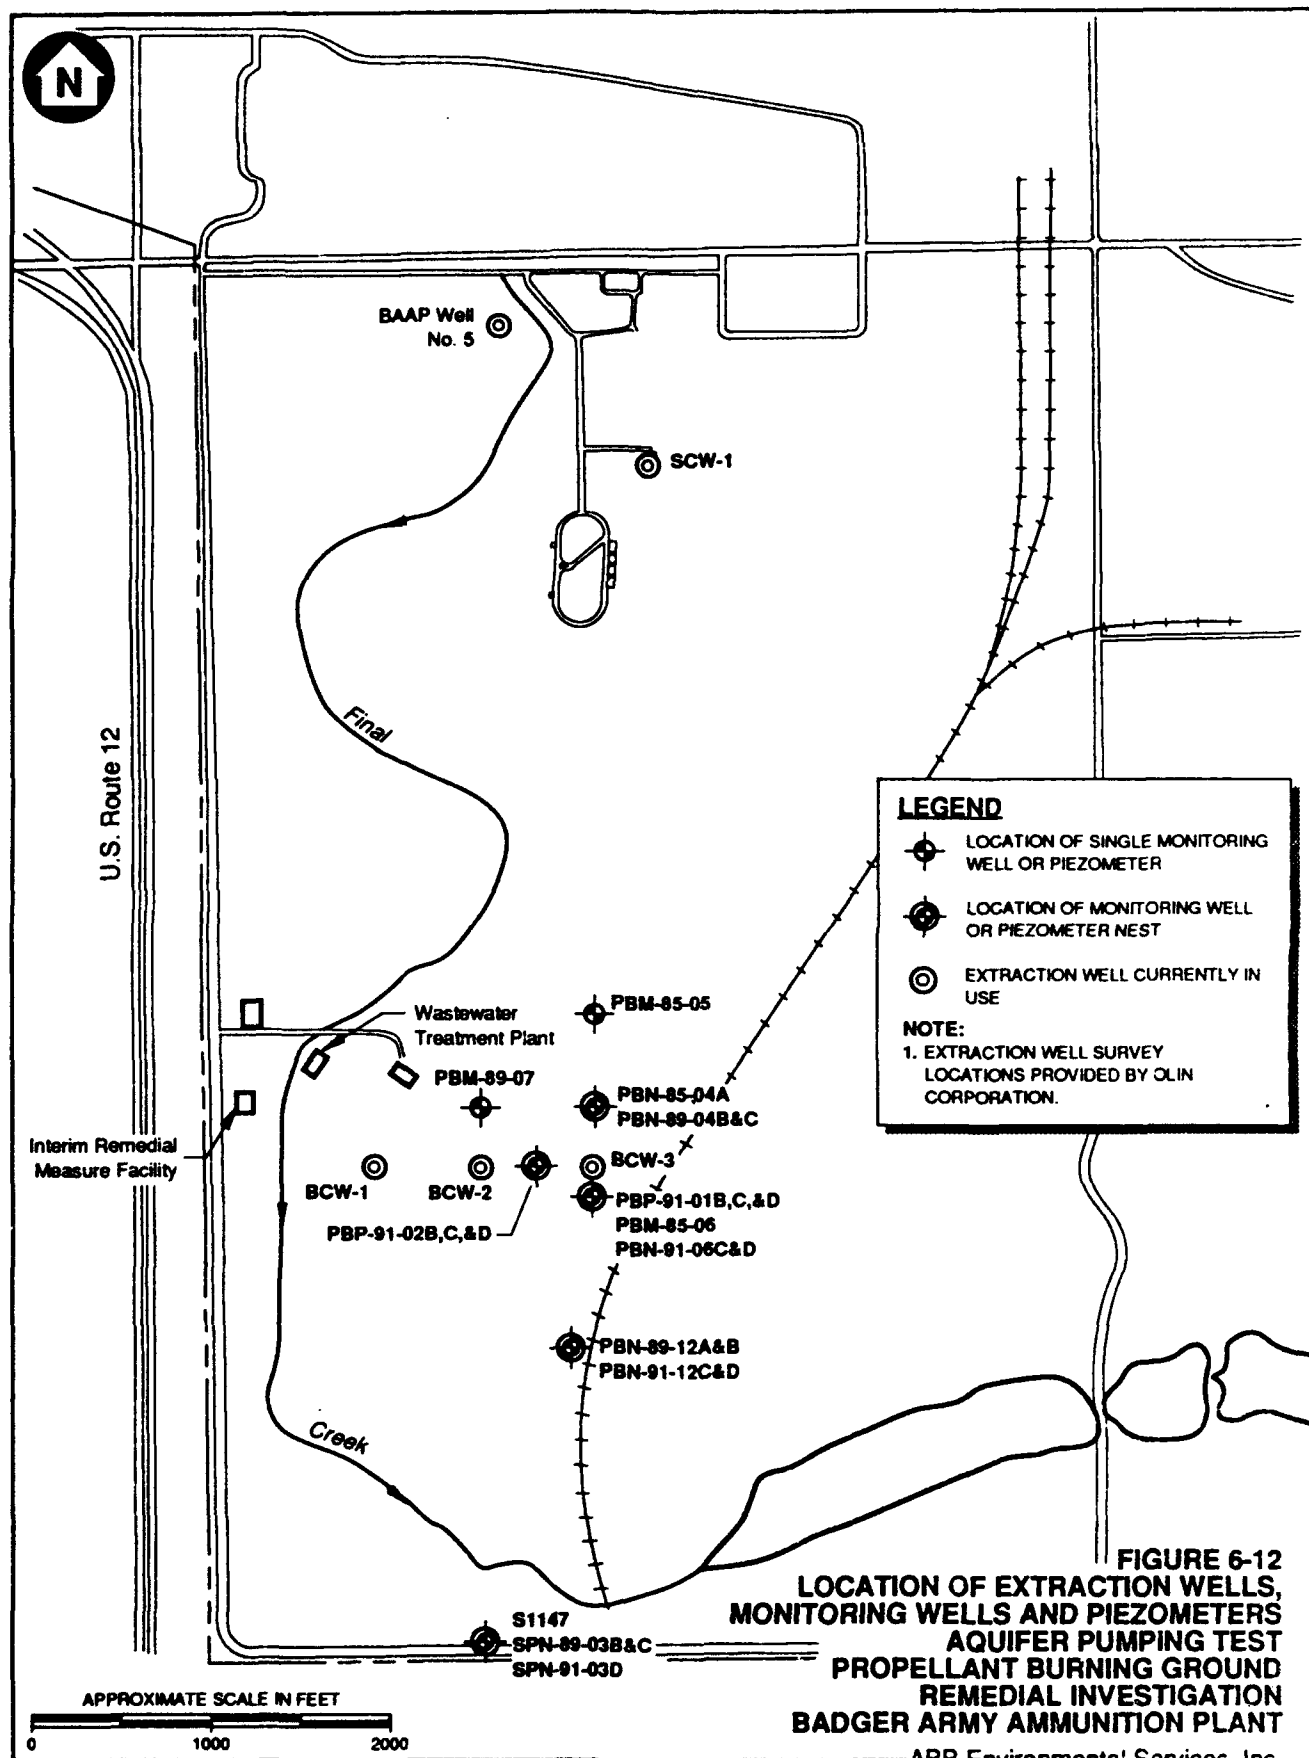 N
BAAP Well
No. 5
SCW-1
Final
U.S. Route 12
LEGEND
LOCATION OF SINGLE MONITORING
WELL OR PIEZOMETER
LOCATION OF MONITORING WELL
OR PIEZOMETER NEST
EXTRACTION WELL CURRENTLY IN
USE
NOTE:
1. EXTRACTION WELL SURVEY
LOCATIONS PROVIDED BY OLIN
CORPORATION.
PBM-85-05
Wastewater
Treatment Plant
PBM-89-07
PBN-85-04A
PBN-89-04B&C
Interim Remedial
Measure Facility
BCW-1
BCW-2
BCW-3
PBP-91-02B,C,&D
PBP-91-01B,C,&D
PBM-85-06
PBN-91-06C&D
PBN-89-12A&B
PBN-91-12C&D
Creek
S1147
SPN-89-03B&C
SPN-91-03D
APPROXIMATE SCALE IN FEET
0 1000 2000
FIGURE 6-12
LOCATION OF EXTRACTION WELLS,
MONITORING WELLS AND PIEZOMETERS
AQUIFER PUMPING TEST
PROPELLANT BURNING GROUND
REMEDIAL INVESTIGATION
BADGER ARMY AMMUNITION PLANT
ABB Environmental Services, Inc.